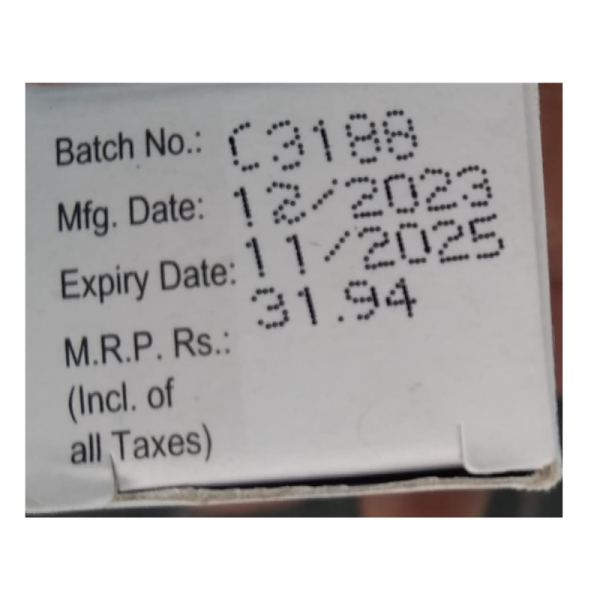 Batch No.: C3188
Mfg. Date: 12/2023
Expiry Date: 11/2025
M.R.P. Rs.: 31.94
(Incl. of
all Taxes)